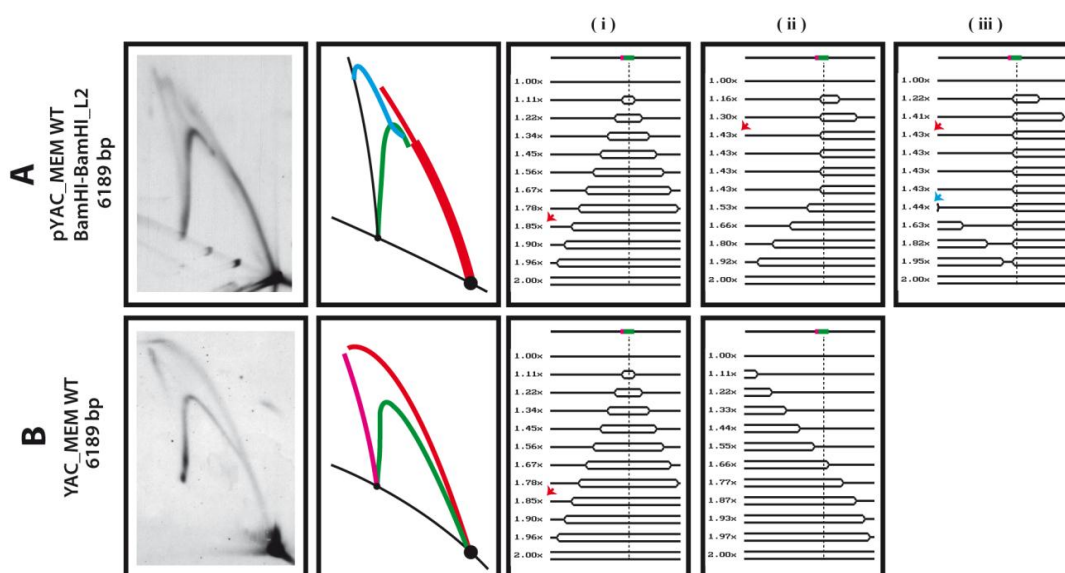 ( i )
( ii )
( iii )
A
pYAC_MEM WT
BamHI-BamHI_L2
6189 bp
1.00x
1.11x
1.22x
1.34x
1.45x
1.56x
1.67x
1.78x
1.85x
1.90x
1.96x
2.00x
1.00x
1.16x
1.30x
1.43x
1.43x
1.43x
1.43x
1.53x
1.66x
1.80x
1.92x
2.00x
1.00x
1.22x
1.41x
1.43x
1.43x
1.43x
1.43x
1.44x
1.63x
1.82x
1.95x
2.00x
B
YAC_MEM WT
6189 bp
1.00x
1.11x
1.22x
1.34x
1.45x
1.56x
1.67x
1.78x
1.85x
1.90x
1.96x
2.00x
1.00x
1.11x
1.22x
1.33x
1.44x
1.55x
1.66x
1.77x
1.87x
1.93x
1.97x
2.00x